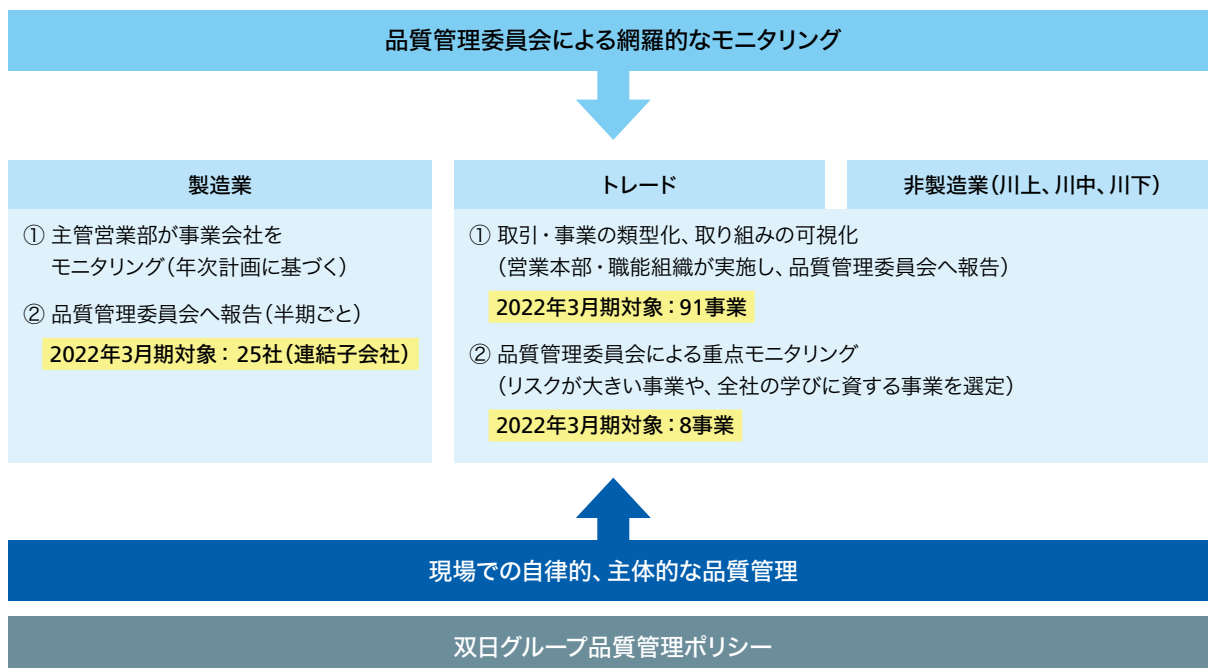 品質管理委員会による網羅的なモニタリング
製造業
① 主管営業部が事業会社を
モニタリング(年次計画に基づく)
② 品質管理委員会へ報告(半期ごと)
2022年3月期対象：25社(連結子会社)
トレード
非製造業(川上、川中、川下)
① 取引・事業の類型化、取り組みの可視化
(営業本部・職能組織が実施し、品質管理委員会へ報告)
2022年3月期対象：91事業
② 品質管理委員会による重点モニタリング
(リスクが大きい事業や、全社の学びに資する事業を選定)
2022年3月期対象：8事業
現場での自律的、主体的な品質管理
双日グループ品質管理ポリシー